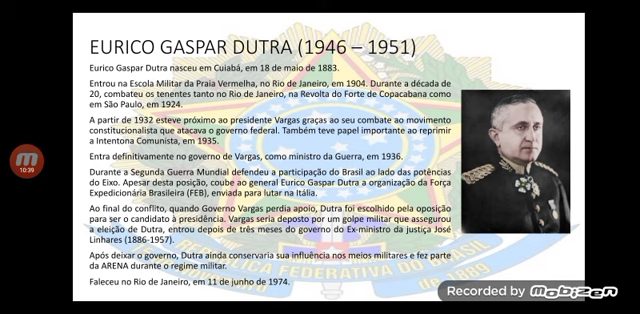 EURICO GASPAR DUTRA (1946 – 1951)
Eurico Gaspar Dutra nasceu em Cuiabá, em 18 de maio de 1883.
Entrou na Escola Militar da Praia Vermelha, no Rio de Janeiro, em 1904. Durante a década de
20, combateu os tenentes tanto no Rio de Janeiro, na Revolta do Forte de Copacabana como
em São Paulo, em 1924.
A partir de 1932 esteve próximo ao presidente Vargas graças ao seu combate ao movimento
constitucionalista que atacava o governo federal. Também teve papel importante ao reprimir
a Intentona Comunista, em 1935.
Entra definitivamente no governo de Vargas, como ministro da Guerra, em 1936.
Durante a Segunda Guerra Mundial defendeu a participação do Brasil ao lado das potências
do Eixo. Apesar desta posição, coube ao general Eurico Gaspar Dutra a organização da Força
Expedicionária Brasileira (FEB), enviada para lutar na Itália.
Ao final do conflito, quando Governo Vargas perdia apoio, Dutra foi escolhido pela oposição
para ser o candidato à presidência. Vargas seria deposto por um golpe militar que assegurou
a eleição de Dutra, entrou depois de três meses do governo do Ex-ministro da justiça José
Linhares (1886-1957).
Após deixar o governo, Dutra ainda conservaria sua influência nos meios militares e fez parte
da ARENA durante o regime militar.
Faleceu no Rio de Janeiro, em 11 de junho de 1974.
10:39
REPÚBLICA FEDERATIVA DO BRASIL
de 1889
Recorded by Mobizen